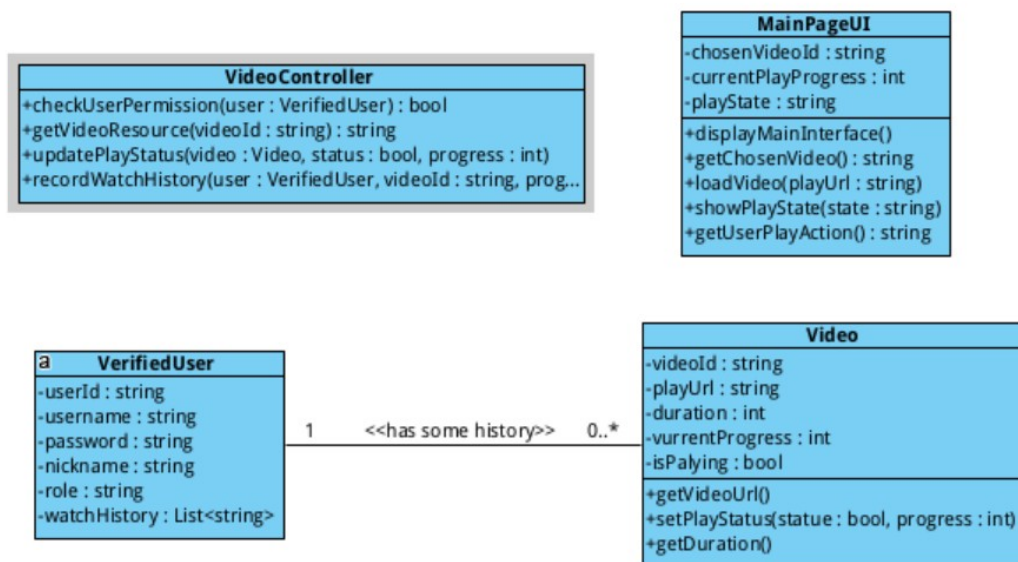 VideoController
+checkUserPermission(user : VerifiedUser) : bool
+getVideoResource(videoId : string) : string
+updatePlayStatus(video : Video, status : bool, progress : int)
+recordWatchHistory(user : VerifiedUser, videoId : string, prog...
MainPageUI
-chosenVideoId : string
-currentPlayProgress : int
-playState : string
+displayMainInterface()
+getChosenVideo() : string
+loadVideo(playUrl : string)
+showPlayState(state : string)
+getUserPlayAction() : string
a VerifiedUser
-userId : string
-username : string
-password : string
-nickname : string
-role : string
-watchHistory : List<string>
1 <<has some history>> 0..*
Video
-videoId : string
-playUrl : string
-duration : int
-vurrentProgress : int
-isPalying : bool
+getVideoUrl()
+setPlayStatus(statue : bool, progress : int)
+getDuration()